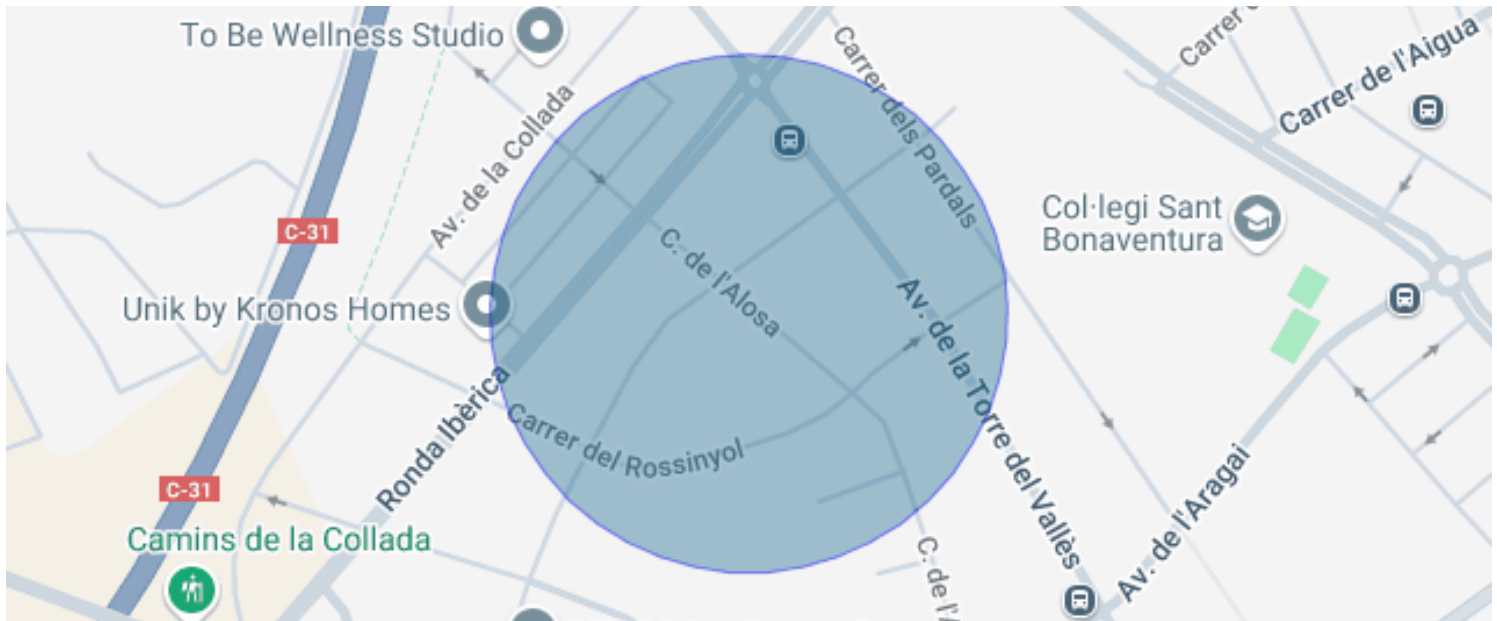 To Be Wellness Studio
Av. de la Collada
C-31
Unik by Kronos Homes
Ronda Ibèrica
Carrer del Rossinyol
C. de l'Alosa
Carrer dels Pardals
Av. de la Torre del Vallès
Col·legi Sant
Bonaventura
Carrer de l'Aigua
Av. de l'Aragai
C-31
Camins de la Collada